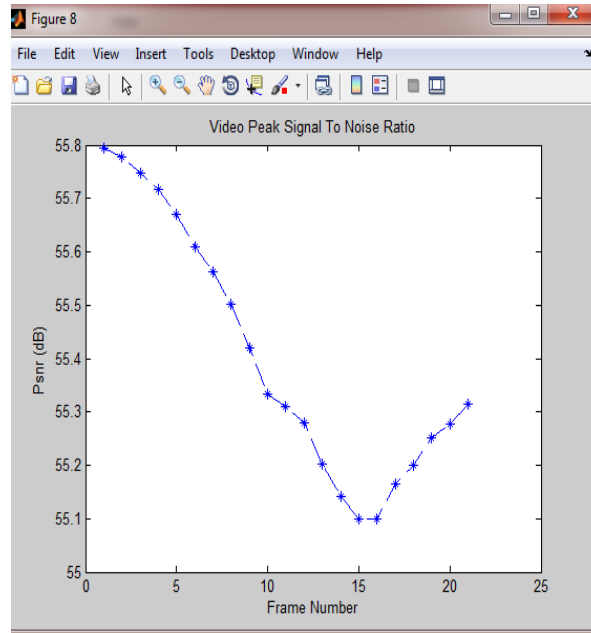 Figure 8
File Edit View Insert Tools Desktop Window Help
Video Peak Signal To Noise Ratio
55.8
55.7
55.6
55.5
55.4
55.3
55.2
55.1
55
Psnr (dB)
0 5 10 15 20 25
Frame Number